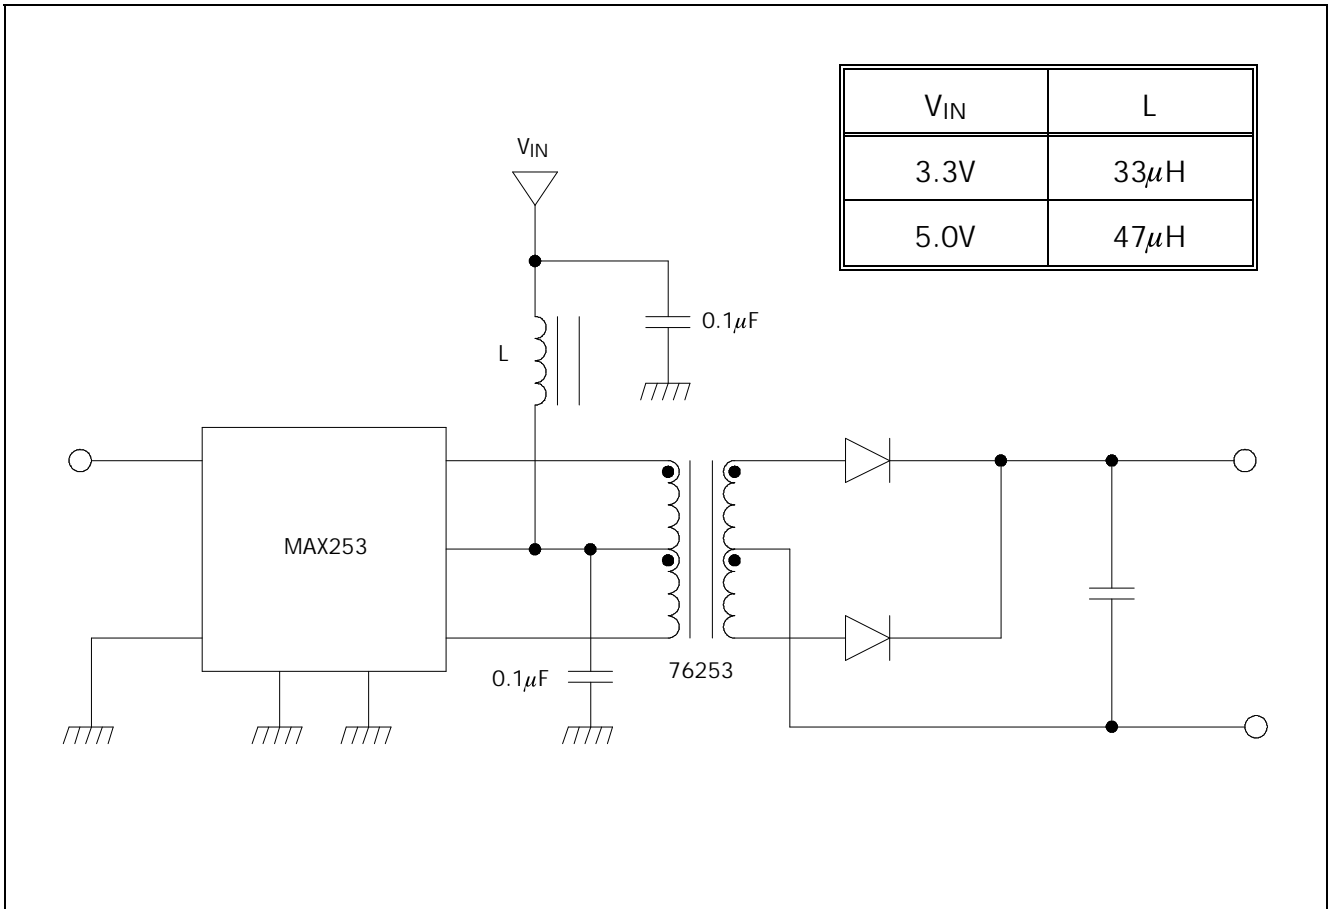 V_IN L
3.3V 33μH
5.0V 47μH
V_IN
0.1μF
L
MAX253
0.1μF
76253